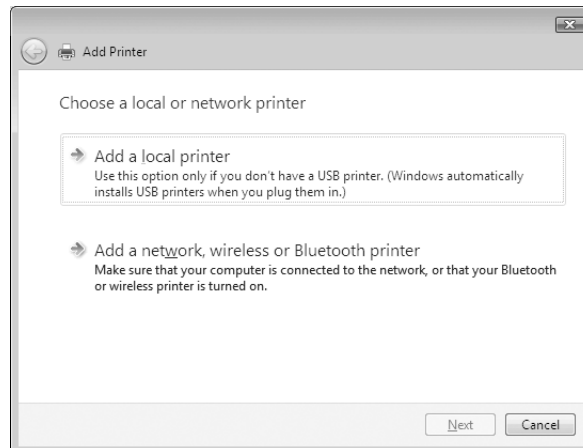 Add Printer
Choose a local or network printer
Add a local printer
Use this option only if you don't have a USB printer. (Windows automatically
installs USB printers when you plug them in.)
Add a network, wireless or Bluetooth printer
Make sure that your computer is connected to the network, or that your Bluetooth
or wireless printer is turned on.
Next Cancel